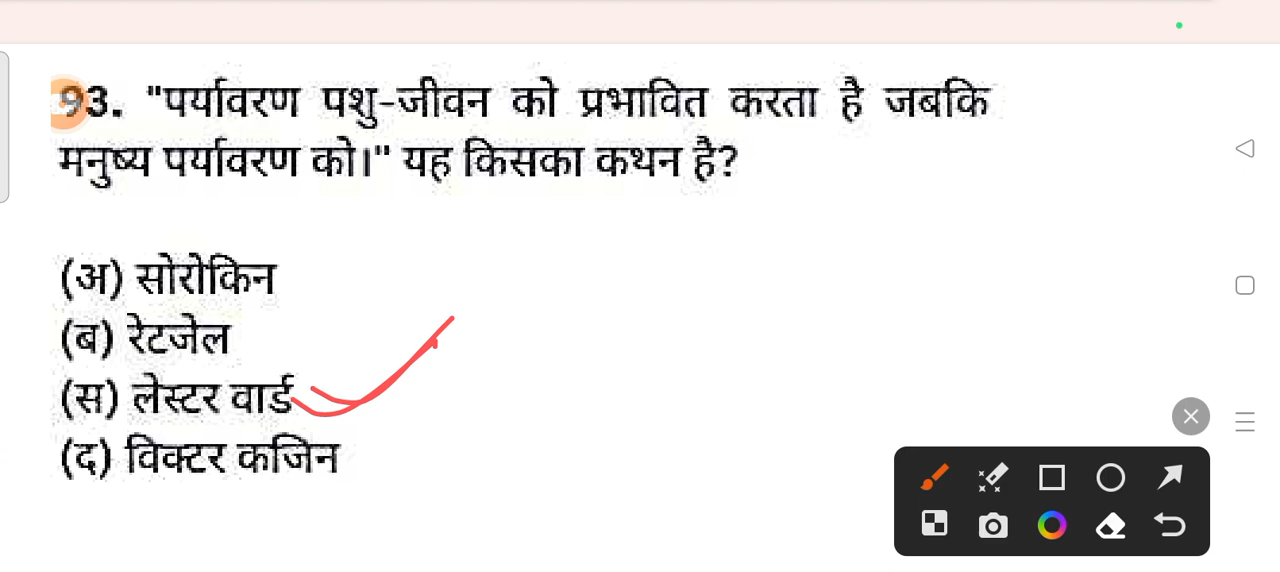 93. "पर्यावरण पशु-जीवन को प्रभावित करता है जबकि
मनुष्य पर्यावरण को।" यह किसका कथन है?
(अ) सोरोकिन
(ब) रेटजेल
(स) लेस्टर वार्ड
(द) विक्टर कजिन